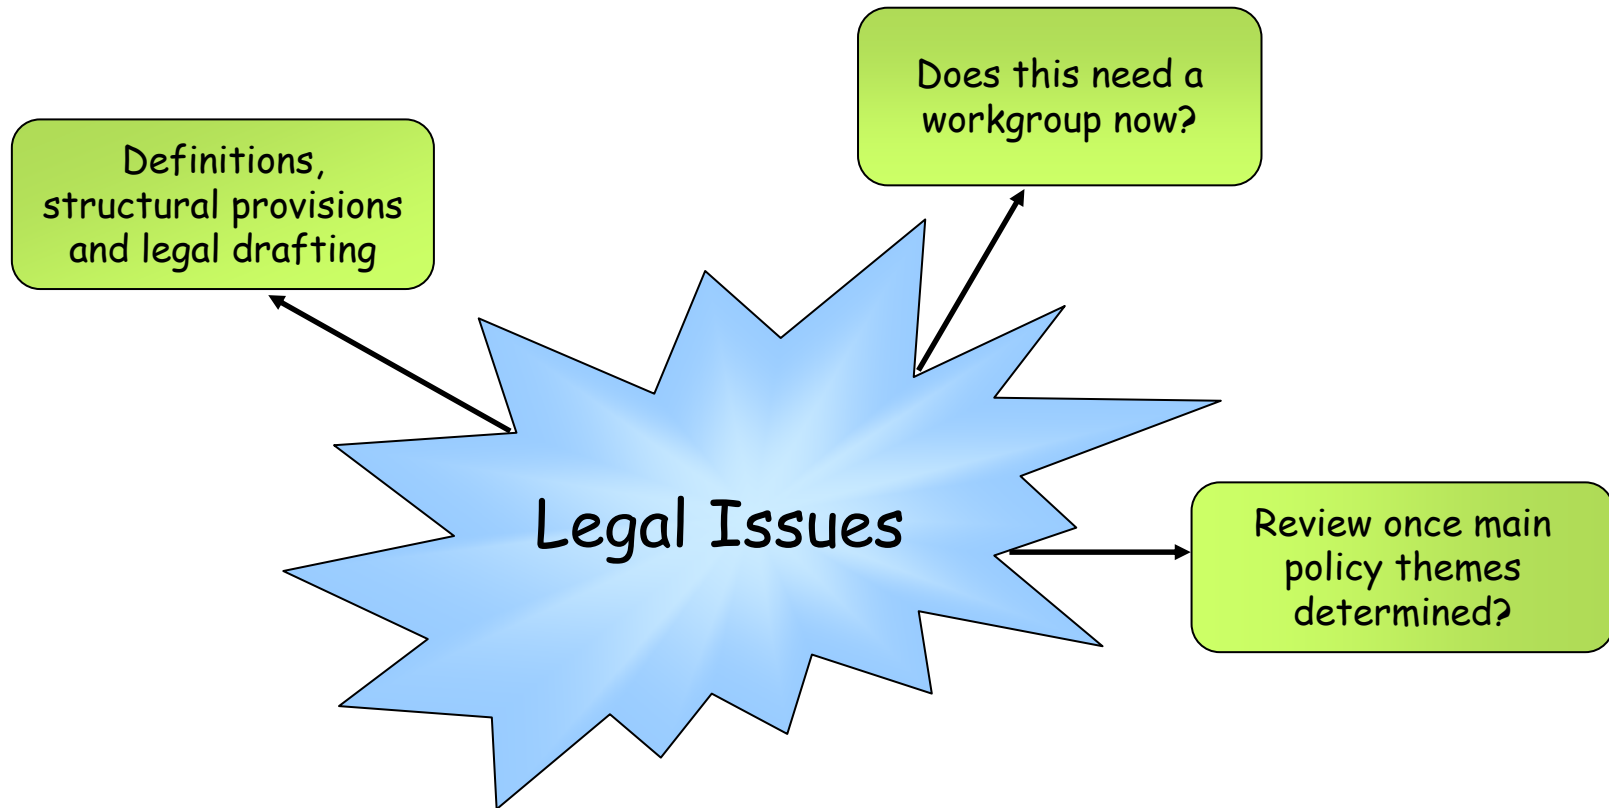 Does this need a
workgroup now?
Definitions,
structural provisions
and legal drafting
Legal Issues
Review once main
policy themes
determined?